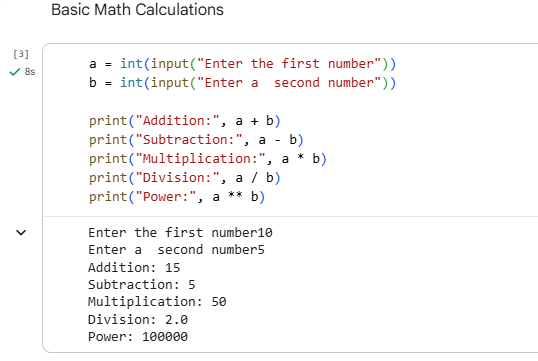 Basic Math Calculations
[3]
8s
a = int(input("Enter the first number"))
b = int(input("Enter a  second number"))
print("Addition:", a + b)
print("Subtraction:", a - b)
print("Multiplication:", a * b)
print("Division:", a / b)
print("Power:", a ** b)
Enter the first number10
Enter a  second number5
Addition: 15
Subtraction: 5
Multiplication: 50
Division: 2.0
Power: 100000